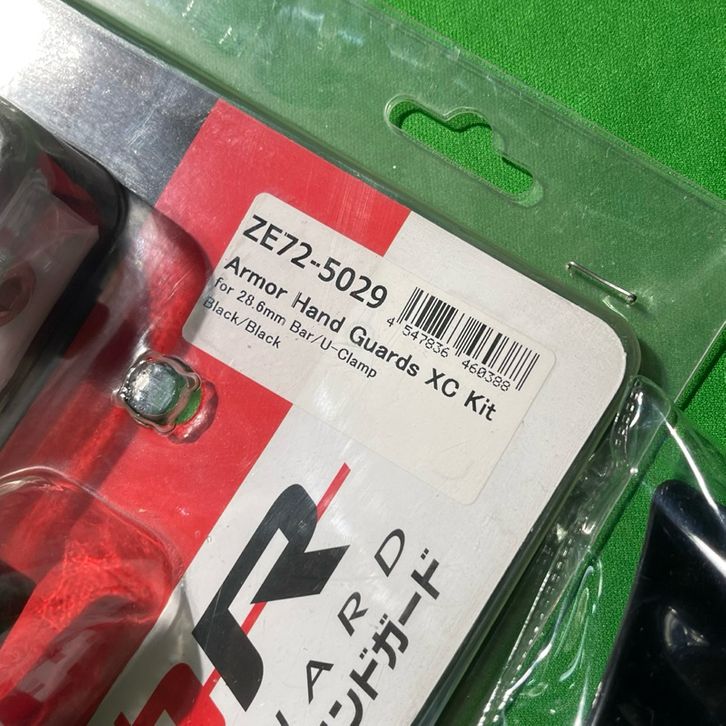 ZE72-5029
4 547836 460388
Armor Hand Guards XC Kit
for 28.6mm Bar/U-Clamp
Black/Black
R
ARD
ンドガード